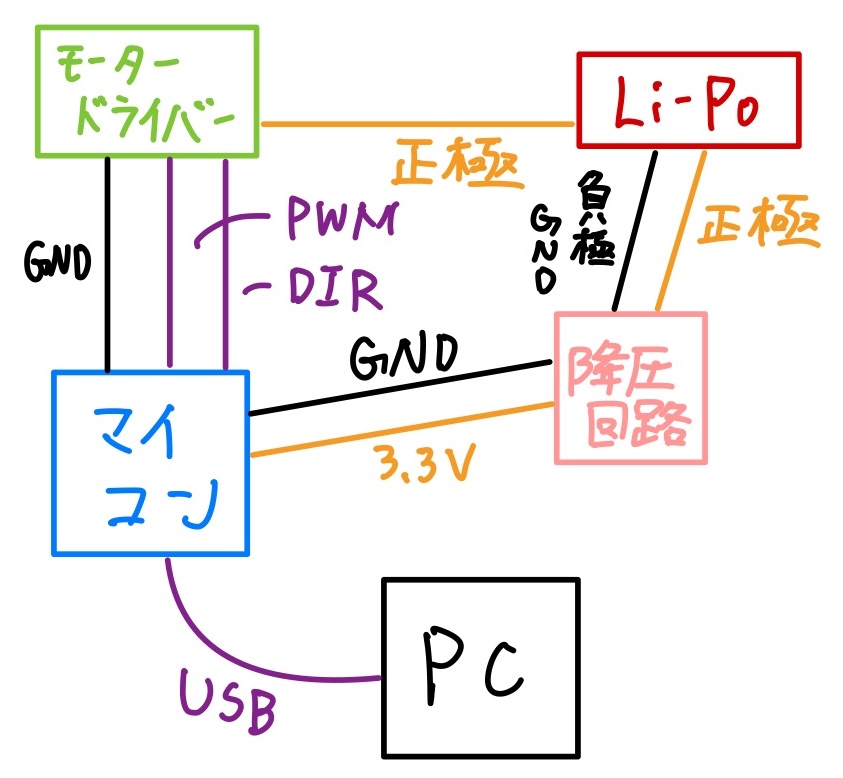 モーター
ドライバー
Li-Po
正極
負極
GND
正極
PWM
DIR
GND
GND
3.3V
降圧
回路
マイ
コン
USB
PC